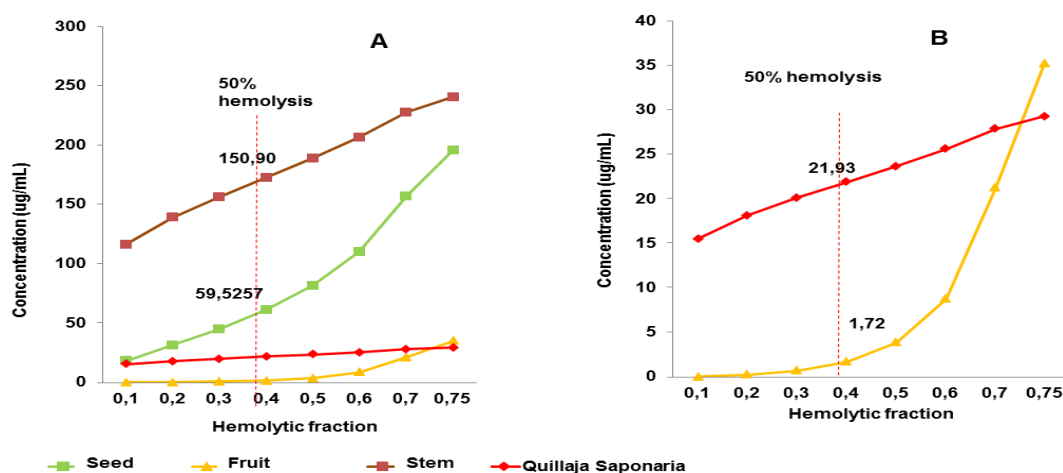 A
300
250
200
150
100
50
0
Concentration (ug/mL)
50%
hemolysis
150,90
59,5257
0,1 0,2 0,3 0,4 0,5 0,6 0,7 0,75
Hemolytic fraction
B
40
35
30
25
20
15
10
5
0
Concentration (ug/mL)
50% hemolysis
21,93
1,72
0,1 0,2 0,3 0,4 0,5 0,6 0,7 0,75
Hemolytic fraction
Seed Fruit Stem Quillaja Saponaria